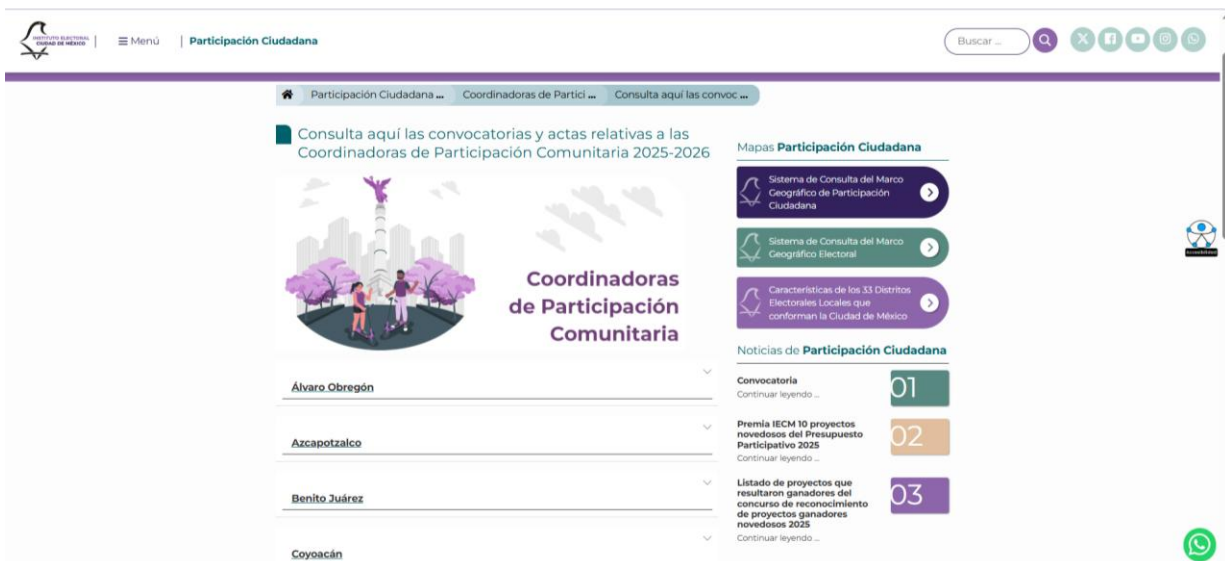 INSTITUTO ELECTORAL
CIUDAD DE MÉXICO
Menú
Participación Ciudadana
Buscar ...
Participación Ciudadana ...
Coordinadoras de Partici ...
Consulta aquí las convoc ...
Consulta aquí las convocatorias y actas relativas a las
Coordinadoras de Participación Comunitaria 2025-2026
Coordinadoras
de Participación
Comunitaria
Álvaro Obregón
Azcapotzalco
Benito Juárez
Coyoacán
Mapas Participación Ciudadana
Sistema de Consulta del Marco
Geográfico de Participación
Ciudadana
Sistema de Consulta del Marco
Geográfico Electoral
Características de los 33 Distritos
Electorales Locales que
conforman la Ciudad de México
Noticias de Participación Ciudadana
Convocatoria
Continuar leyendo ...
01
Premia IECM 10 proyectos
novedosos del Presupuesto
Participativo 2025
Continuar leyendo ...
02
Listado de proyectos que
resultaron ganadores del
concurso de reconocimiento
de proyectos ganadores
novedosos 2025
Continuar leyendo ...
03
accesibilidad